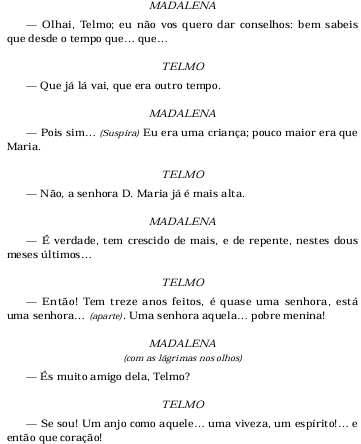 MADALENA
— Olhai, Telmo; eu não vos quero dar conselhos: bem sabeis
que desde o tempo que… que…
TELMO
— Que já lá vai, que era outro tempo.
MADALENA
— Pois sim… (Suspira) Eu era uma criança; pouco maior era que
Maria.
TELMO
— Não, a senhora D. Maria já é mais alta.
MADALENA
— É verdade, tem crescido de mais, e de repente, nestes dous
meses últimos…
TELMO
— Então! Tem treze anos feitos, é quase uma senhora, está
uma senhora… (aparte). Uma senhora aquela… pobre menina!
MADALENA
(com as lágrimas nos olhos)
— És muito amigo dela, Telmo?
TELMO
— Se sou! Um anjo como aquele… uma viveza, um espírito!… e
então que coração!